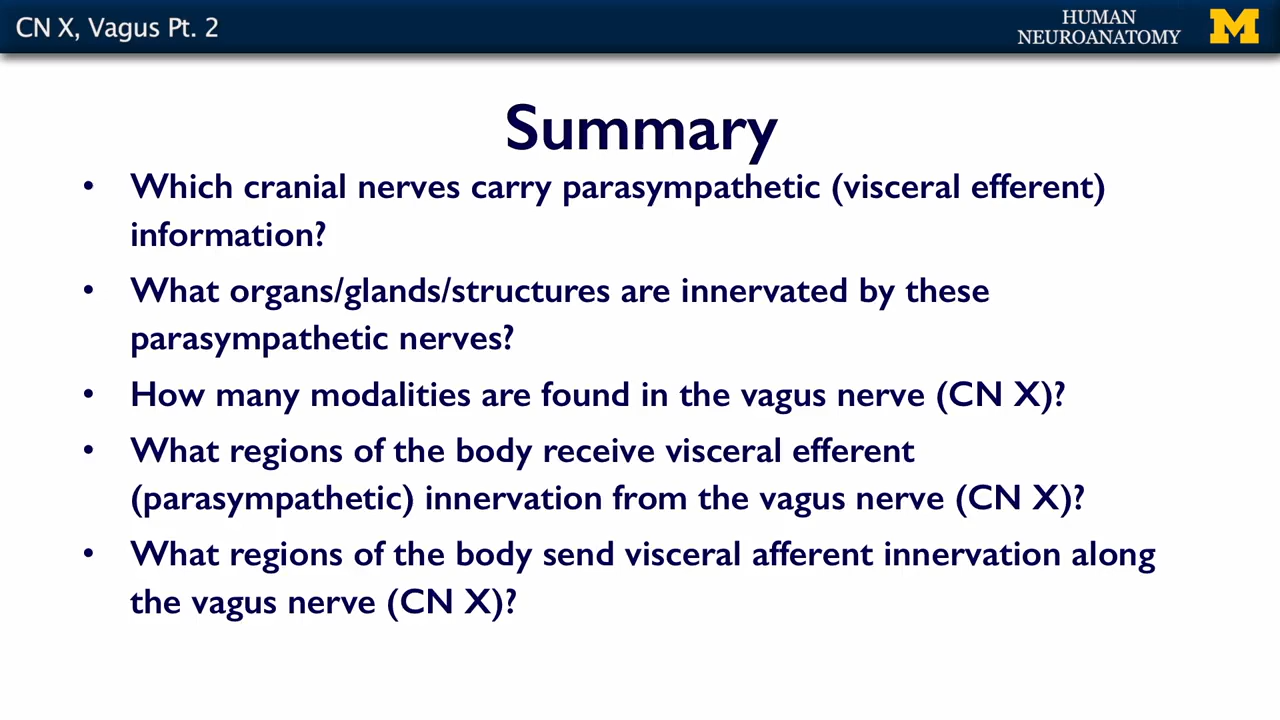 CN X, Vagus Pt. 2
HUMAN
NEUROANATOMY
M
Summary
• Which cranial nerves carry parasympathetic (visceral efferent)
information?
• What organs/glands/structures are innervated by these
parasympathetic nerves?
• How many modalities are found in the vagus nerve (CN X)?
• What regions of the body receive visceral efferent
(parasympathetic) innervation from the vagus nerve (CN X)?
• What regions of the body send visceral afferent innervation along
the vagus nerve (CN X)?